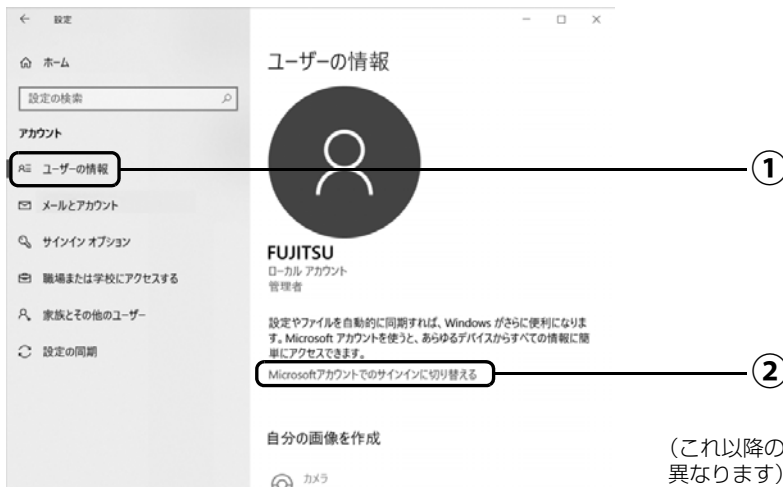 設定
ホーム
設定の検索
アカウント
ユーザーの情報
メールとアカウント
サインイン オプション
職場または学校にアクセスする
家族とその他のユーザー
設定の同期
ユーザーの情報
FUJITSU
ローカル アカウント
管理者
設定やファイルを自動的に同期すれば、Windows がさらに便利になりま
す。Microsoft アカウントを使うと、あらゆるデバイスからすべての情報に簡
単にアクセスできます。
Microsoftアカウントでのサインインに切り替える
自分の画像を作成
カメラ
①
②
（これ以降の
異なります）